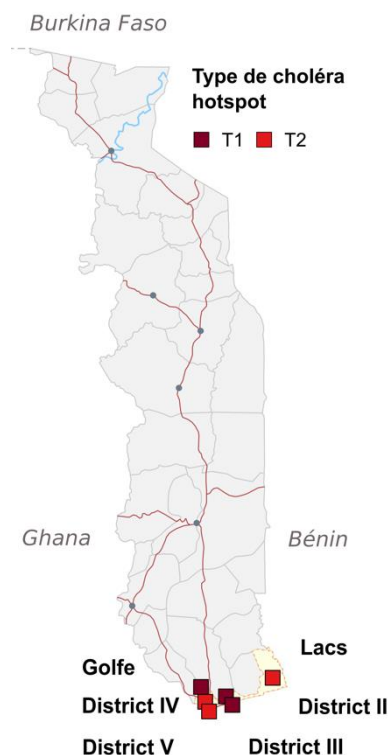 Burkina Faso
Type de choléra
hotspot
T1 T2
Ghana
Bénin
Golfe
Lacs
District IV
District II
District V
District III